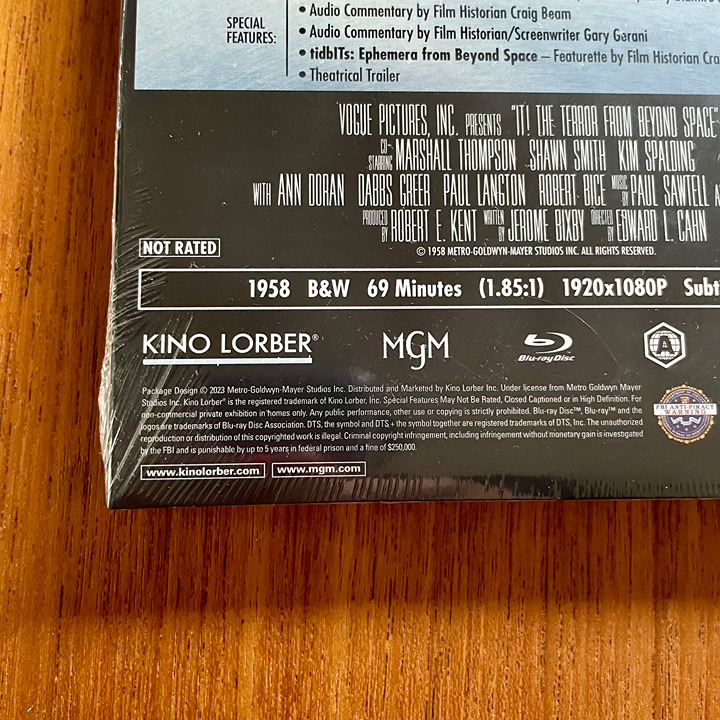 • Audio Commentary by Film Historian Craig Beam
SPECIAL
FEATURES:
• Audio Commentary by Film Historian/Screenwriter Gary Gerani
• tidbITs: Ephemera from Beyond Space – Featurette by Film Historian
• Theatrical Trailer
VOGUE PICTURES, INC. PRESENTS "IT! THE TERROR FROM BEYOND SPACE"
CO-STARRING MARSHALL THOMPSON SHAWN SMITH KIM SPALDING
WITH ANN DORAN DABBS GREER PAUL LANGTON ROBERT BICE MUSIC BY PAUL SAWTELL
PRODUCED BY ROBERT E. KENT WRITTEN BY JEROME BIXBY DIRECTED BY EDWARD L. CAHN
© 1958 METRO-GOLDWYN-MAYER STUDIOS INC. ALL RIGHTS RESERVED.
NOT RATED
1958 B&W 69 Minutes (1.85:1) 1920x1080P
KINO LORBER® MGM Blu-ray Disc A
Package Design © 2023 Metro-Goldwyn-Mayer Studios Inc. Distributed and Marketed by Kino Lorber Inc. Under license from Metro Goldwyn Mayer
Studios Inc. Kino Lorber® is the registered trademark of Kino Lorber, Inc. Special Features May Not Be Rated, Closed Captioned or in High Definition. For
non-commercial private exhibition in homes only. Any public performance, other use or copying is strictly prohibited. Blu-ray Disc™, Blu-ray™ and the
logos are trademarks of Blu-ray Disc Association. DTS, the symbol and DTS + the symbol together are registered trademarks of DTS, Inc. The unauthorized
reproduction or distribution of this copyrighted work is illegal. Criminal copyright infringement, including infringement without monetary gain is investigated
by the FBI and is punishable by up to 5 years in federal prison and a fine of $250,000.
FBI ANTI-PIRACY
WARNING
www.kinolorber.com www.mgm.com